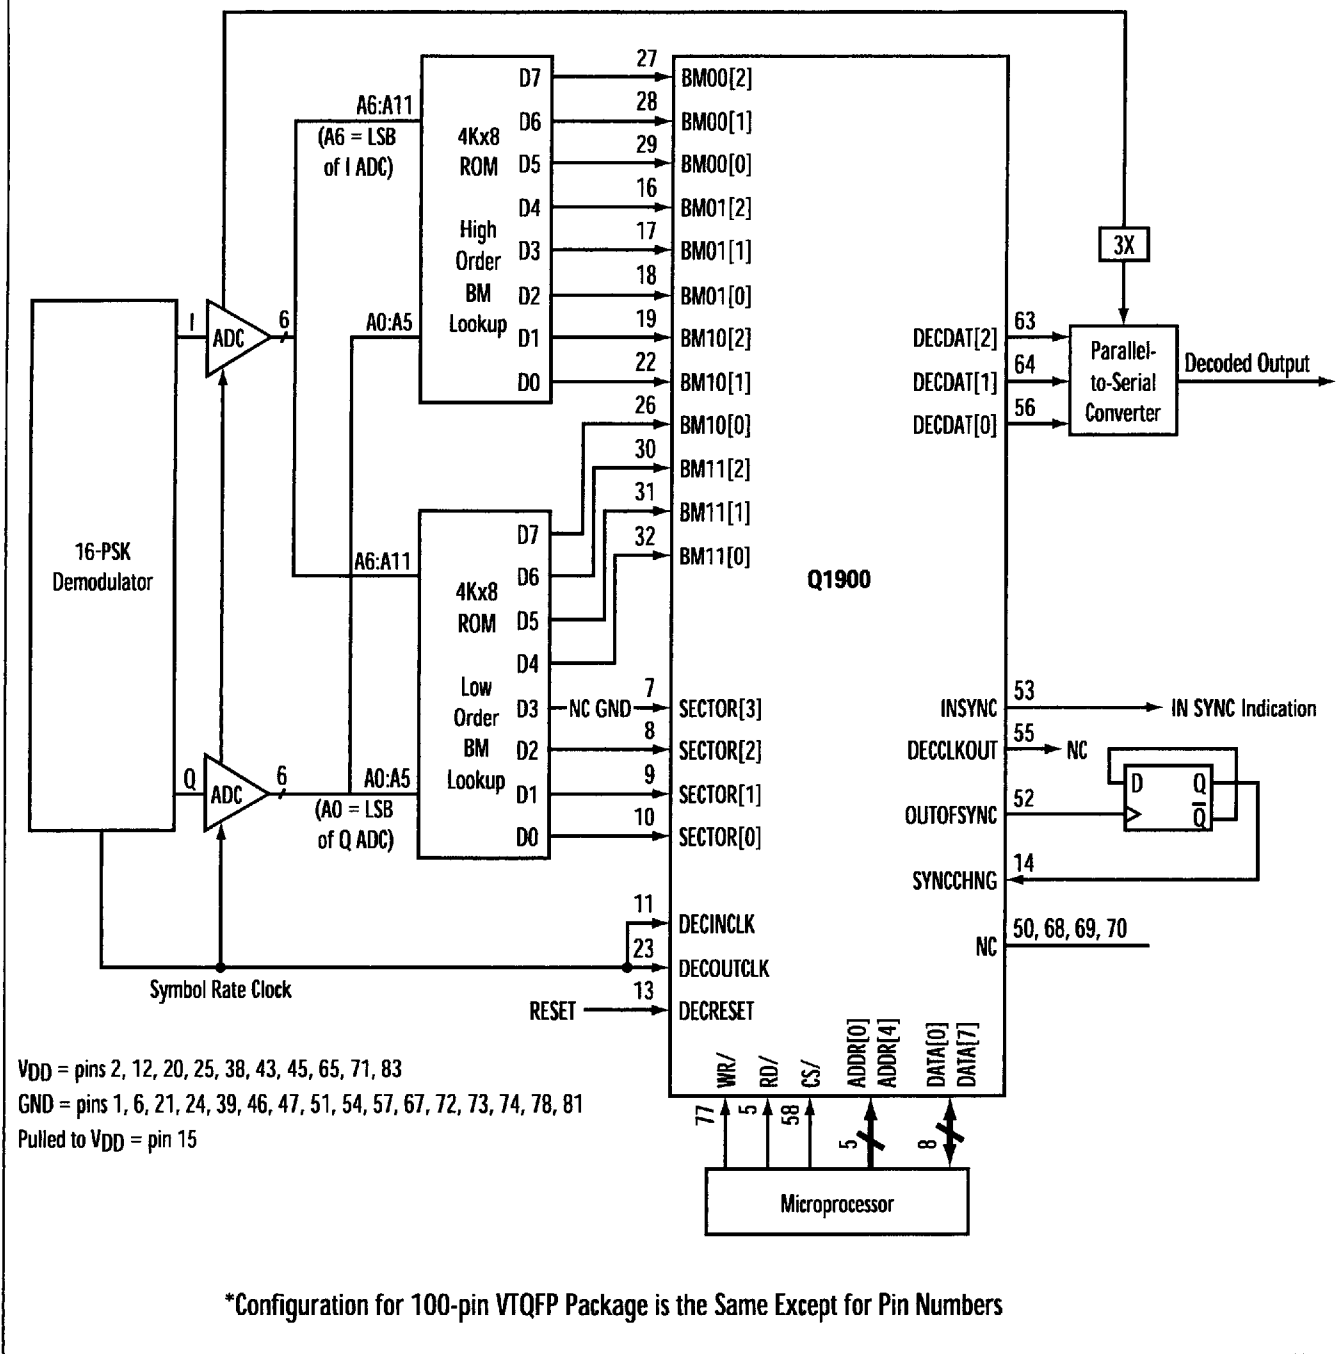 27
D7
BM00[2]
A6:A11
28
(A6 = LSB
of I ADC)
4Kx8
ROM
D6
BM00[1]
29
D5
BM00[0]
16
D4
BM01[2]
High
Order
BM
Lookup
17
D3
BM01[1]
18
D2
BM01[0]
3X
I
ADC
6
A0:A5
19
D1
BM10[2]
22
D0
BM10[1]
26
BM10[0]
30
BM11[2]
31
BM11[1]
32
BM11[0]
DECDAT[2]
63
DECDAT[1]
64
DECDAT[0]
56
Parallel-
to-Serial
Converter
Decoded Output
16-PSK
Demodulator
Q1900
A6:A11
4Kx8
ROM
D7
D6
D5
D4
Low
Order
BM
Lookup
D3
NC GND
7
SECTOR[3]
D2
8
SECTOR[2]
D1
9
SECTOR[1]
D0
10
SECTOR[0]
Q
ADC
6
A0:A5
(A0 = LSB
of Q ADC)
INSYNC
53
IN SYNC Indication
DECCLKOUT
55
NC
OUTOFSYNC
52
D
Q
Q̅
SYNCCHNG
14
NC
50, 68, 69, 70
11
DECINCLK
23
DECOUTCLK
Symbol Rate Clock
RESET
13
DECRESET
WR/
RD/
CS/
ADDR[0]
ADDR[4]
DATA[0]
DATA[7]
77
5
58
5
8
Microprocessor
VDD = pins 2, 12, 20, 25, 38, 43, 45, 65, 71, 83
GND = pins 1, 6, 21, 24, 39, 46, 47, 51, 54, 57, 67, 72, 73, 74, 78, 81
Pulled to VDD = pin 15
*Configuration for 100-pin VTQFP Package is the Same Except for Pin Numbers